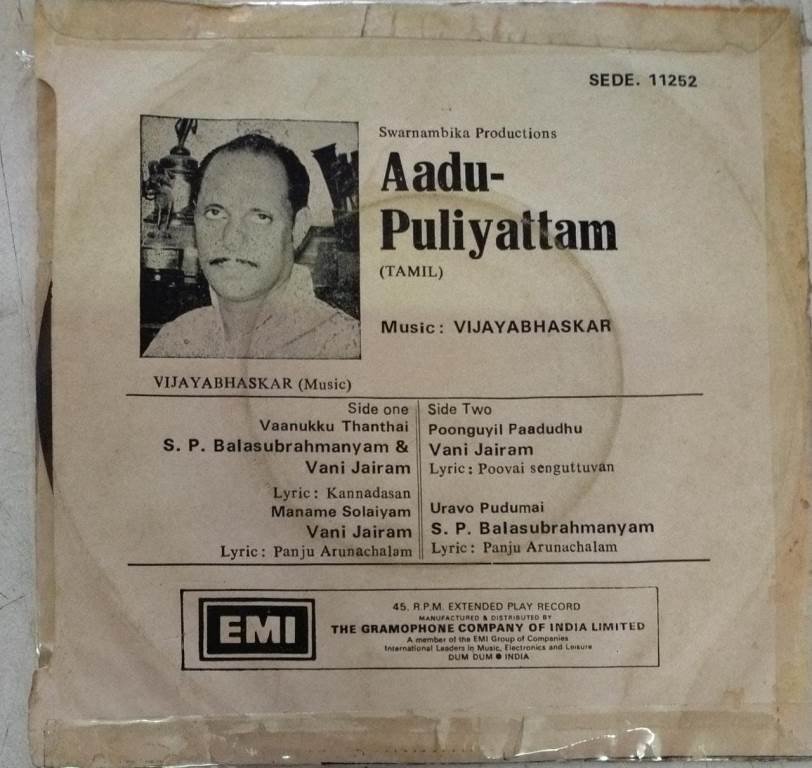 SEDE. 11252
Swarnambika Productions
Aadu-
Puliyattam
(TAMIL)
Music: VIJAYABHASKAR
VIJAYABHASKAR (Music)
Side one
Vaanukku Thanthai
S. P. Balasubrahmanyam &
Vani Jairam
Lyric: Kannadasan
Maname Solaiyam
Vani Jairam
Lyric: Panju Arunachalam
Side Two
Poonguyil Paadudhu
Vani Jairam
Lyric: Poovai senguttuvan
Uravo Pudumai
S. P. Balasubrahmanyam
Lyric: Panju Arunachalam
EMI
45. R.P.M. EXTENDED PLAY RECORD
MANUFACTURED & DISTRIBUTED BY
THE GRAMOPHONE COMPANY OF INDIA LIMITED
A member of the EMI Group of Companies
International Leaders in Music, Electronics and Leisure
DUM DUM ● INDIA